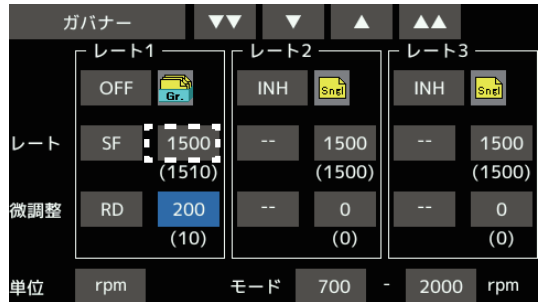 ガバナー ▼▼ ▼ ▲ ▲▲
レート1 レート2 レート3
OFF Gr. INH Sngl INH Sngl
レート SF 1500 -- 1500 -- 1500
(1510) (1500) (1500)
微調整 RD 200 -- 0 -- 0
(10) (0) (0)
単位 rpm モード 700 - 2000 rpm